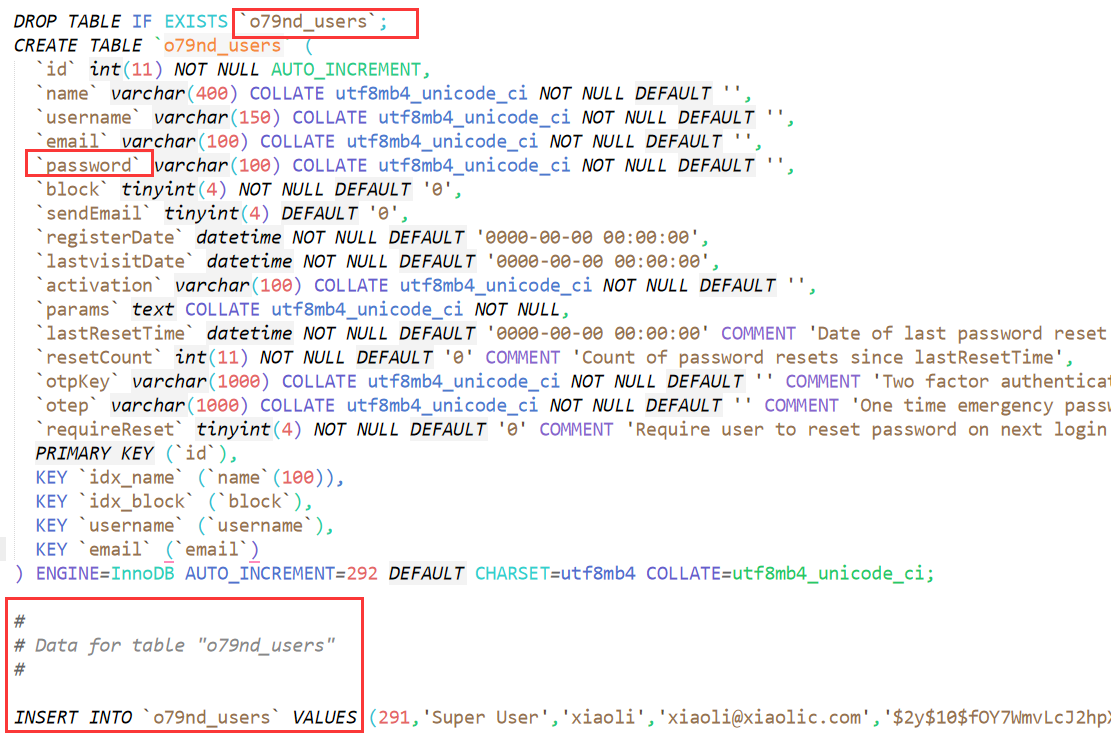 DROP TABLE IF EXISTS `o79nd_users`;
CREATE TABLE `o79nd_users` (
`id` int(11) NOT NULL AUTO_INCREMENT,
`name` varchar(400) COLLATE utf8mb4_unicode_ci NOT NULL DEFAULT '',
`username` varchar(150) COLLATE utf8mb4_unicode_ci NOT NULL DEFAULT '',
`email` varchar(100) COLLATE utf8mb4_unicode_ci NOT NULL DEFAULT '',
`password` varchar(100) COLLATE utf8mb4_unicode_ci NOT NULL DEFAULT '',
`block` tinyint(4) NOT NULL DEFAULT '0',
`sendEmail` tinyint(4) DEFAULT '0',
`registerDate` datetime NOT NULL DEFAULT '0000-00-00 00:00:00',
`lastvisitDate` datetime NOT NULL DEFAULT '0000-00-00 00:00:00',
`activation` varchar(100) COLLATE utf8mb4_unicode_ci NOT NULL DEFAULT '',
`params` text COLLATE utf8mb4_unicode_ci NOT NULL,
`lastResetTime` datetime NOT NULL DEFAULT '0000-00-00 00:00:00' COMMENT 'Date of last password reset
`resetCount` int(11) NOT NULL DEFAULT '0' COMMENT 'Count of password resets since lastResetTime',
`otpKey` varchar(1000) COLLATE utf8mb4_unicode_ci NOT NULL DEFAULT '' COMMENT 'Two factor authenticat
`otep` varchar(1000) COLLATE utf8mb4_unicode_ci NOT NULL DEFAULT '' COMMENT 'One time emergency passw
`requireReset` tinyint(4) NOT NULL DEFAULT '0' COMMENT 'Require user to reset password on next login
PRIMARY KEY (`id`),
KEY `idx_name` (`name`(100)),
KEY `idx_block` (`block`),
KEY `username` (`username`),
KEY `email` (`email`)
) ENGINE=InnoDB AUTO_INCREMENT=292 DEFAULT CHARSET=utf8mb4 COLLATE=utf8mb4_unicode_ci;
#
# Data for table "o79nd_users"
#
INSERT INTO `o79nd_users` VALUES (291,'Super User','xiaoli','xiaoli@xiaolic.com','$2y$10$fOY7WmvLcJ2hpX